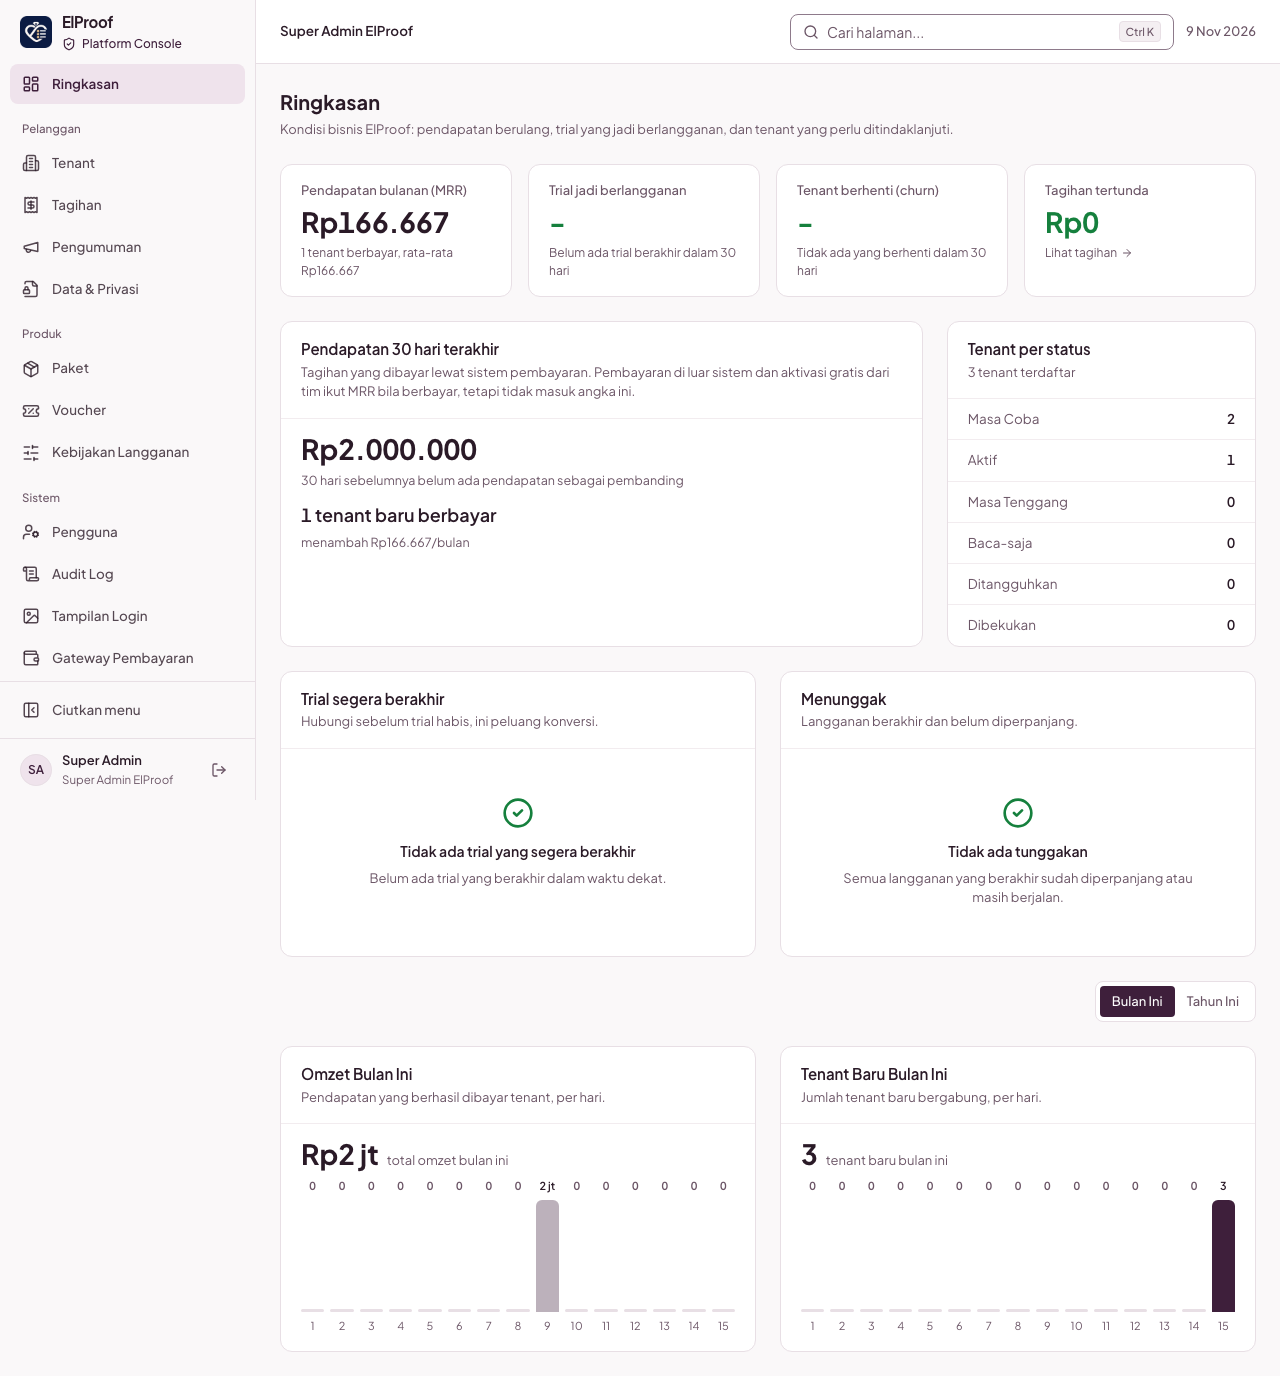 ElProof
Platform Console
Ringkasan
Pelanggan
Tenant
Tagihan
Pengumuman
Data & Privasi
Produk
Paket
Voucher
Kebijakan Langganan
Sistem
Pengguna
Audit Log
Tampilan Login
Gateway Pembayaran
Ciutkan menu
SA
Super Admin
Super Admin ElProof
Super Admin ElProof
Cari halaman...
Ctrl K
9 Nov 2026
Ringkasan
Kondisi bisnis ElProof: pendapatan berulang, trial yang jadi berlangganan, dan tenant yang perlu ditindaklanjuti.
Pendapatan bulanan (MRR)
Rp166.667
1 tenant berbayar, rata-rata
Rp166.667
Trial jadi berlangganan
–
Belum ada trial berakhir dalam 30
hari
Tenant berhenti (churn)
–
Tidak ada yang berhenti dalam 30
hari
Tagihan tertunda
Rp0
Lihat tagihan →
Pendapatan 30 hari terakhir
Tagihan yang dibayar lewat sistem pembayaran. Pembayaran di luar sistem dan aktivasi gratis dari
tim ikut MRR bila berbayar, tetapi tidak masuk angka ini.
Rp2.000.000
30 hari sebelumnya belum ada pendapatan sebagai pembanding
1 tenant baru berbayar
menambah Rp166.667/bulan
Tenant per status
3 tenant terdaftar
Masa Coba 2
Aktif 1
Masa Tenggang 0
Baca-saja 0
Ditangguhkan 0
Dibekukan 0
Trial segera berakhir
Hubungi sebelum trial habis, ini peluang konversi.
Tidak ada trial yang segera berakhir
Belum ada trial yang berakhir dalam waktu dekat.
Menunggak
Langganan berakhir dan belum diperpanjang.
Tidak ada tunggakan
Semua langganan yang berakhir sudah diperpanjang atau
masih berjalan.
Bulan Ini
Tahun Ini
Omzet Bulan Ini
Pendapatan yang berhasil dibayar tenant, per hari.
Rp2 jt total omzet bulan ini
0 0 0 0 0 0 0 0 2 jt 0 0 0 0 0 0
1 2 3 4 5 6 7 8 9 10 11 12 13 14 15
Tenant Baru Bulan Ini
Jumlah tenant baru bergabung, per hari.
3 tenant baru bulan ini
0 0 0 0 0 0 0 0 0 0 0 0 0 0 3
1 2 3 4 5 6 7 8 9 10 11 12 13 14 15